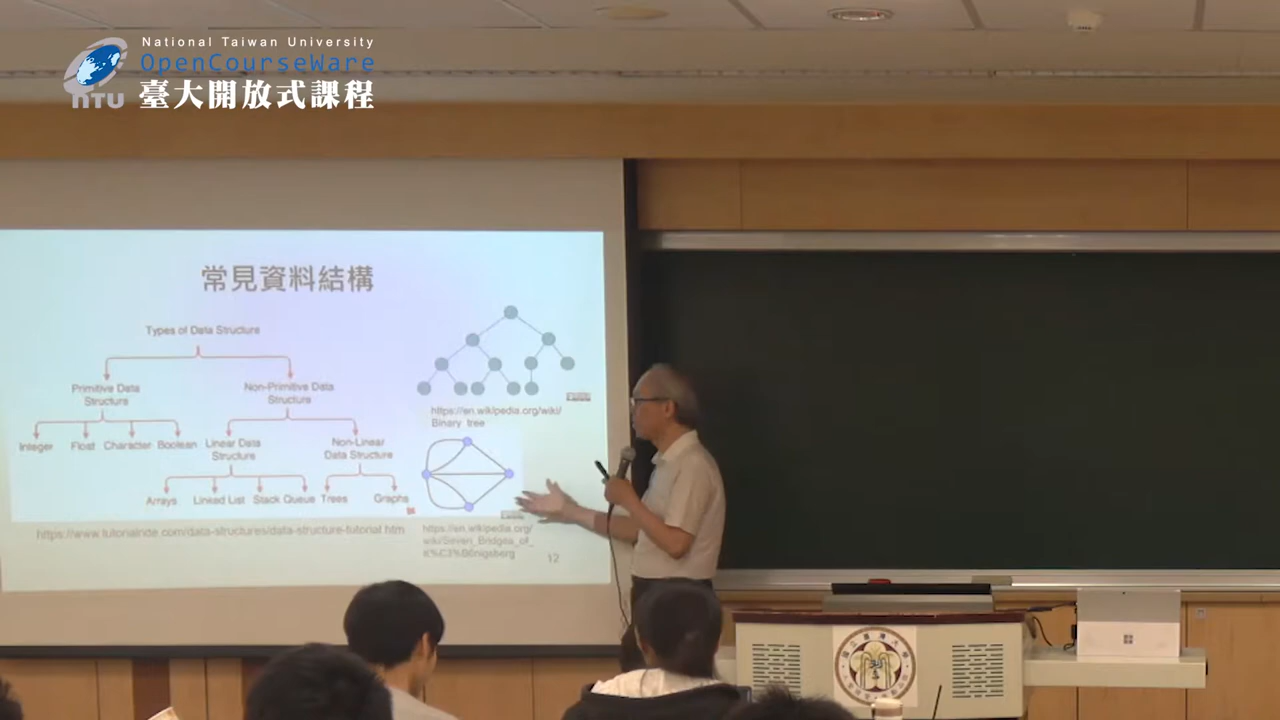 National Taiwan University
OpenCourseWare
臺大開放式課程
nTU
常見資料結構
Types of Data Structure
Primitive Data
Structure
Non-Primitive Data
Structure
Integer
Float
Character
Boolean
Linear Data
Structure
Non-Linear
Data Structure
Arrays
Linked List
Stack
Queue
Trees
Graphs
https://www.tutorialride.com/data-structures/data-structure-tutorial.htm
https://en.wikipedia.org/wiki/
Binary_tree
https://en.wikipedia.org/
wiki/Seven_Bridges_of_
K%C3%B6nigsberg
12